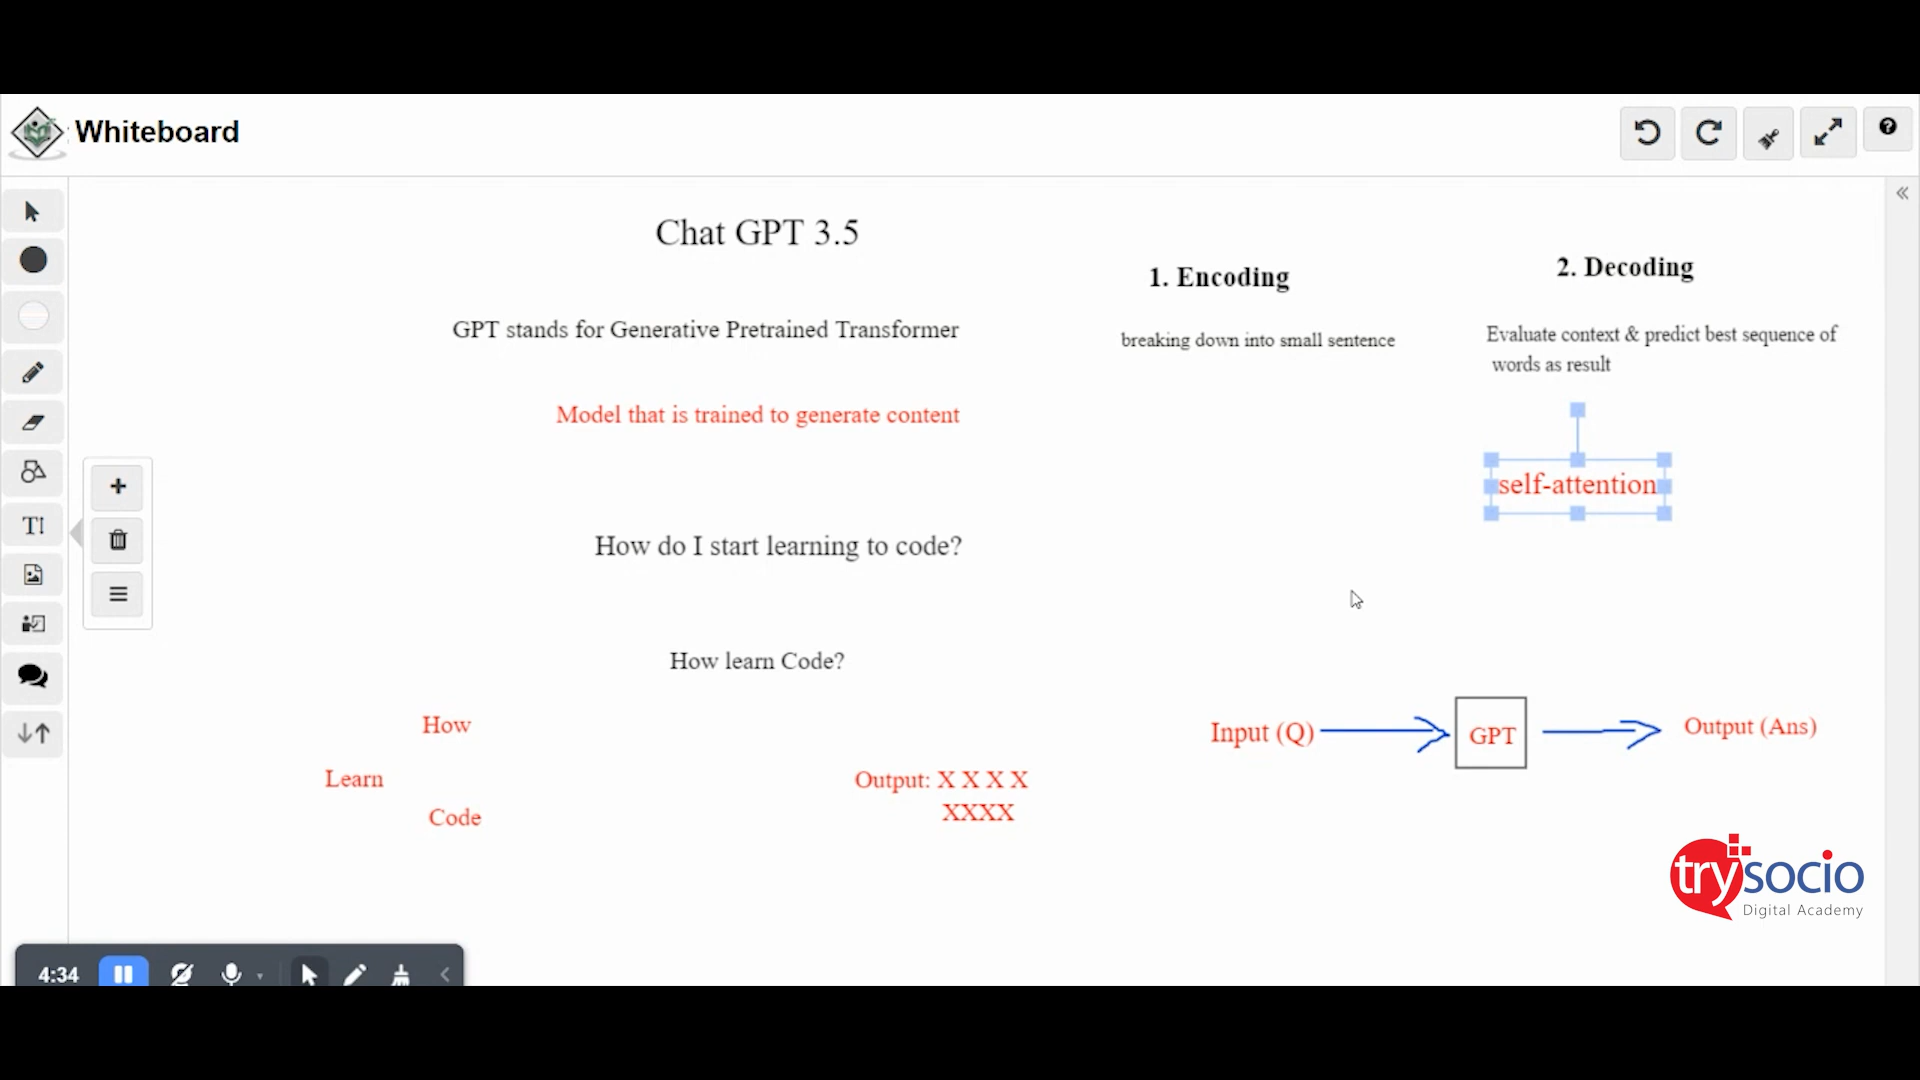 Whiteboard
Chat GPT 3.5
1. Encoding
2. Decoding
GPT stands for Generative Pretrained Transformer
breaking down into small sentence
Evaluate context & predict best sequence of
words as result
Model that is trained to generate content
self-attention
How do I start learning to code?
How learn Code?
How
Learn
Code
Output: X X X X
XXXX
Input (Q)
GPT
Output (Ans)
trysocio
Digital Academy
4:34